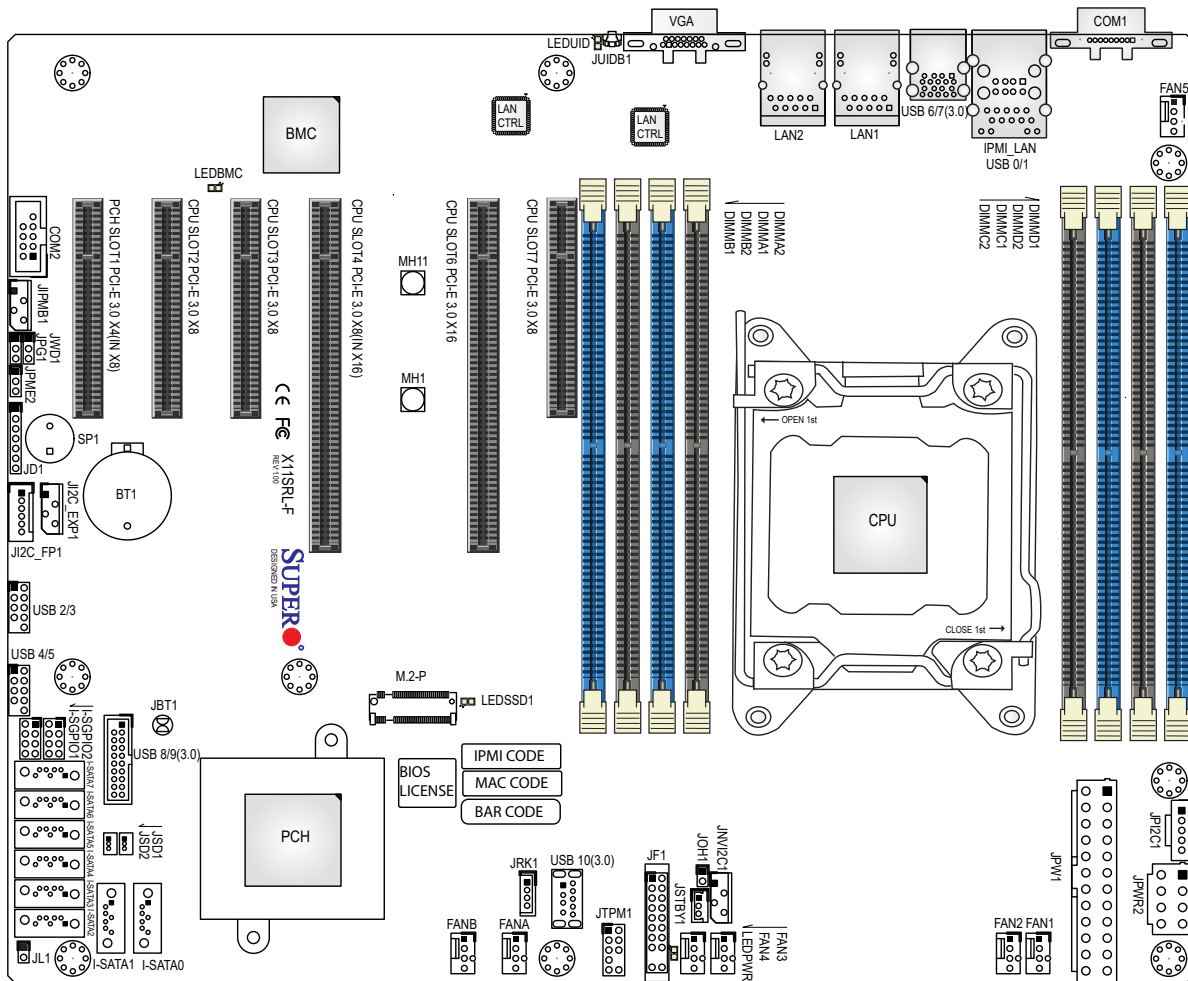 VGA
COM1
LEDUID
JUIDB1
FAN5
BMC
LAN
CTRL
LAN
CTRL
LAN2
LAN1
USB 6/7(3.0)
IPMI_LAN
USB 0/1
LEDBMC
COM2
PCH SLOT1 PCI-E 3.0 X4(IN X8)
CPU SLOT2 PCI-E 3.0 X8
CPU SLOT3 PCI-E 3.0 X8
CPU SLOT4 PCI-E 3.0 X8(IN X16)
CPU SLOT6 PCI-E 3.0 X16
CPU SLOT7 PCI-E 3.0 X8
DIMMB1
DIMMB2
DIMMA1
DIMMA2
DIMMC2
DIMMC1
DIMMD2
DIMMD1
MH11
MH1
JIPMB1
JPG1
JWD1
JPME2
SP1
JD1
BT1
JI2C_EXP1
JI2C_FP1
CE FC
X11SRL-F
REV:1.00
SUPER
DESIGNED IN USA
OPEN 1st
CPU
CLOSE 1st
USB 2/3
USB 4/5
M.2-P
LEDSSD1
JBT1
I-SGPIO1
I-SGPIO2
USB 8/9(3.0)
I-SATA7
I-SATA6
I-SATA5
I-SATA4
I-SATA3
I-SATA2
JSD2
JSD1
PCH
BIOS
LICENSE
IPMI CODE
MAC CODE
BAR CODE
JPW1
JPI2C1
JPWR2
JRK1
USB 10(3.0)
JF1
JOH1
JNVI2C1
JSTBY1
JTPM1
FANB
FANA
LEDPWR
FAN4
FAN3
FAN2
FAN1
JL1
I-SATA1
I-SATA0